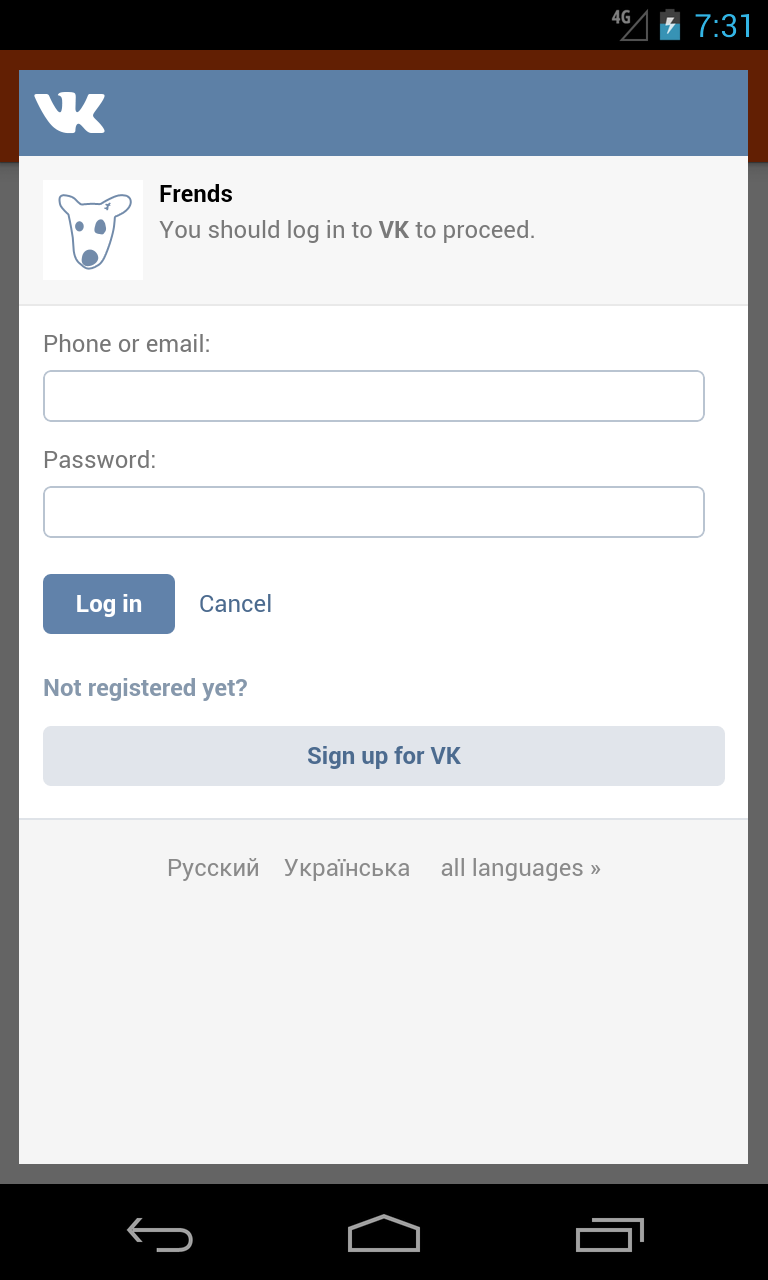 4G 7:31
Frends
You should log in to VK to proceed.
Phone or email:
Password:
Log in Cancel
Not registered yet?
Sign up for VK
Русский Українська all languages »